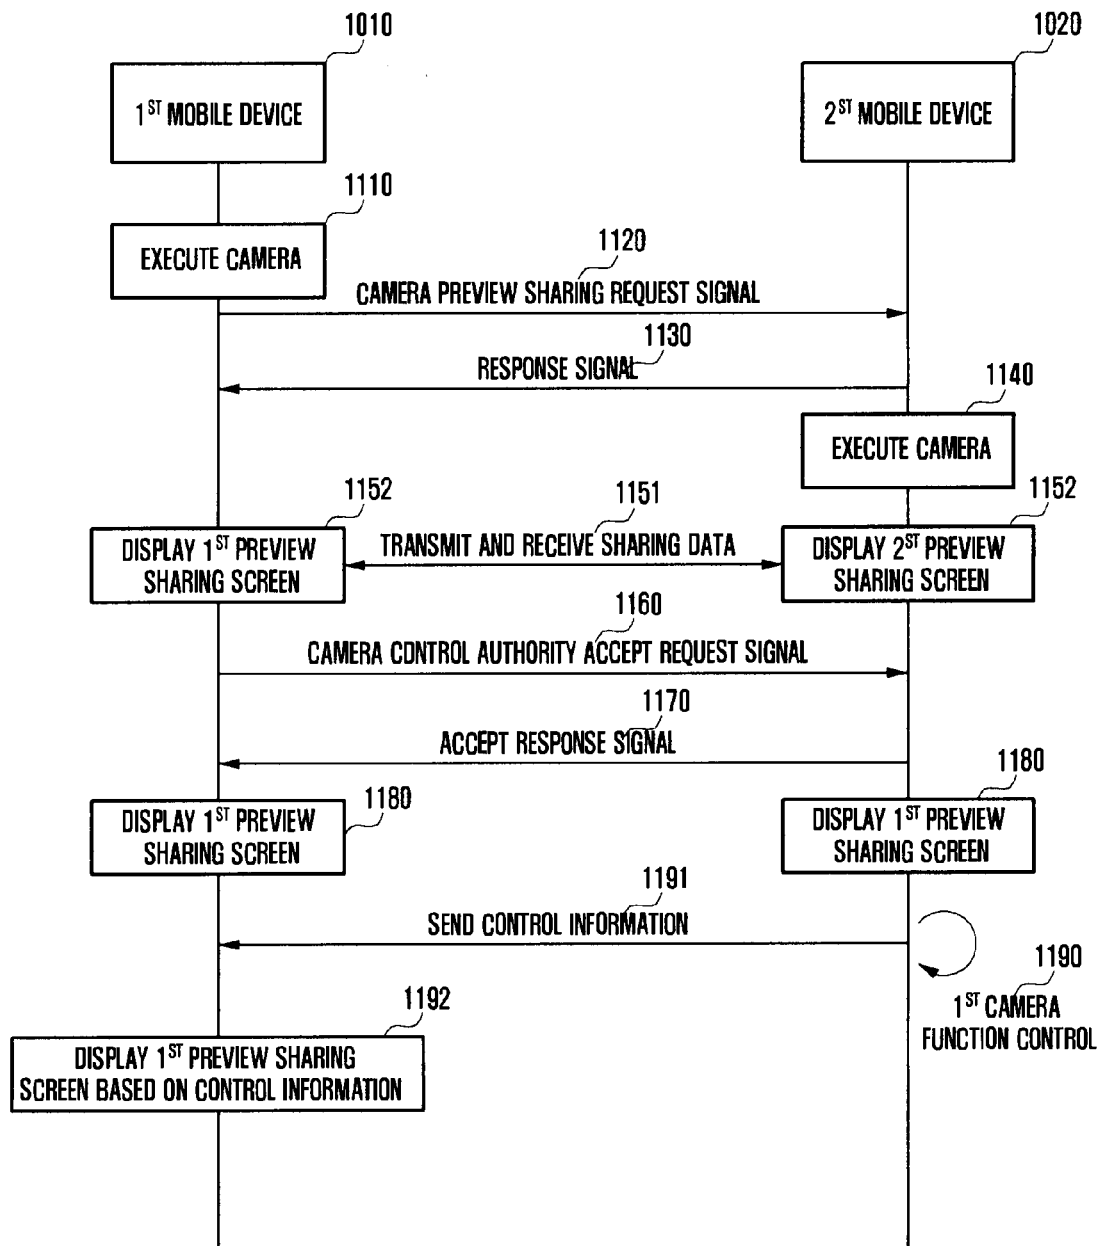 1010
1020
1ST MOBILE DEVICE
2ST MOBILE DEVICE
1110
EXECUTE CAMERA
1120
CAMERA PREVIEW SHARING REQUEST SIGNAL
1130
RESPONSE SIGNAL
1140
EXECUTE CAMERA
1152
1151
1152
DISPLAY 1ST PREVIEW
SHARING SCREEN
TRANSMIT AND RECEIVE SHARING DATA
DISPLAY 2ST PREVIEW
SHARING SCREEN
1160
CAMERA CONTROL AUTHORITY ACCEPT REQUEST SIGNAL
1170
ACCEPT RESPONSE SIGNAL
1180
1180
DISPLAY 1ST PREVIEW
SHARING SCREEN
DISPLAY 1ST PREVIEW
SHARING SCREEN
1191
SEND CONTROL INFORMATION
1190
1ST CAMERA
FUNCTION CONTROL
1192
DISPLAY 1ST PREVIEW SHARING
SCREEN BASED ON CONTROL INFORMATION